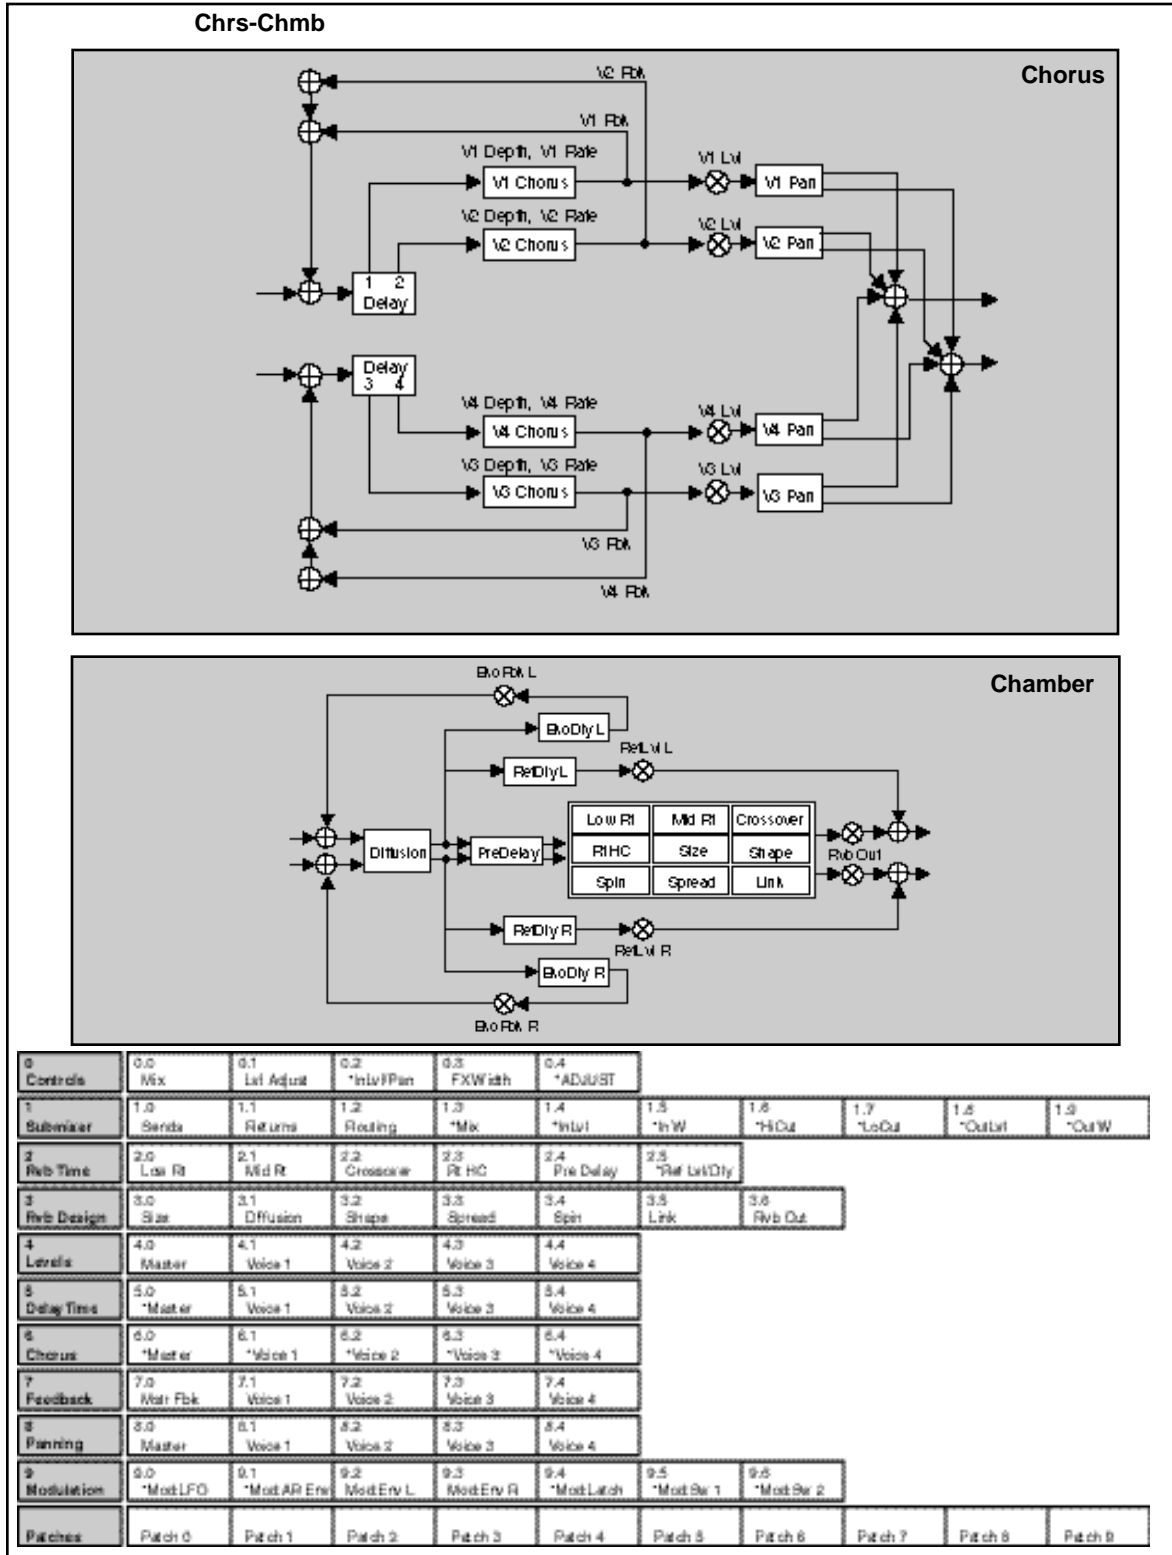 Chrs-Chmb
Chorus
V2 Fbk
V1 Fbk
V1 Depth, V1 Rate
V1 Lvl
V1 Chorus
V1 Pan
V2 Depth, V2 Rate
V2 Lvl
V2 Chorus
V2 Pan
1 2
Delay
Delay
3 4
V4 Depth, V4 Rate
V4 Lvl
V4 Chorus
V4 Pan
V3 Depth, V3 Rate
V3 Lvl
V3 Chorus
V3 Pan
V3 Fbk
V4 Fbk
Chamber
EkoFbk L
EkoDly L
RefLvl L
RefDly L
Low Rt Mid Rt Crossover
Diffusion PreDelay RtHC Size Shape Rvb Out
Spin Spread Link
RefDly R
RefLvl R
EkoDly R
EkoFbk R
0 0.0 0.1 0.2 0.3 0.4
Controls Mix Lvl Adjust *InLvl/Pan FXWidth *ADJUST
1 1.0 1.1 1.2 1.3 1.4 1.5 1.6 1.7 1.8 1.9
Submixer Sends Returns Routing *Mix *InLvl *InW *HiCut *LoCut *OutLvl *OutW
2 2.0 2.1 2.2 2.3 2.4 2.5
Rvb Time Low Rt Mid Rt Crossover Rt HC Pre Delay *Ref Lvl/Dly
3 3.0 3.1 3.2 3.3 3.4 3.5 3.6
Rvb Design Size Diffusion Shape Spread Spin Link Rvb Out
4 4.0 4.1 4.2 4.3 4.4
Levels Master Voice 1 Voice 2 Voice 3 Voice 4
5 5.0 5.1 5.2 5.3 5.4
Delay Time *Master Voice 1 Voice 2 Voice 3 Voice 4
6 6.0 6.1 6.2 6.3 6.4
Chorus *Master *Voice 1 *Voice 2 *Voice 3 *Voice 4
7 7.0 7.1 7.2 7.3 7.4
Feedback Mstr Fbk Voice 1 Voice 2 Voice 3 Voice 4
8 8.0 8.1 8.2 8.3 8.4
Panning Master Voice 1 Voice 2 Voice 3 Voice 4
9 9.0 9.1 9.2 9.3 9.4 9.5 9.6
Modulation *Mod:LFO *Mod:AR Env Mod:Env L Mod:Env R *Mod:Latch *Mod:Sw 1 *Mod:Sw 2
Patches Patch 0 Patch 1 Patch 2 Patch 3 Patch 4 Patch 5 Patch 6 Patch 7 Patch 8 Patch 9